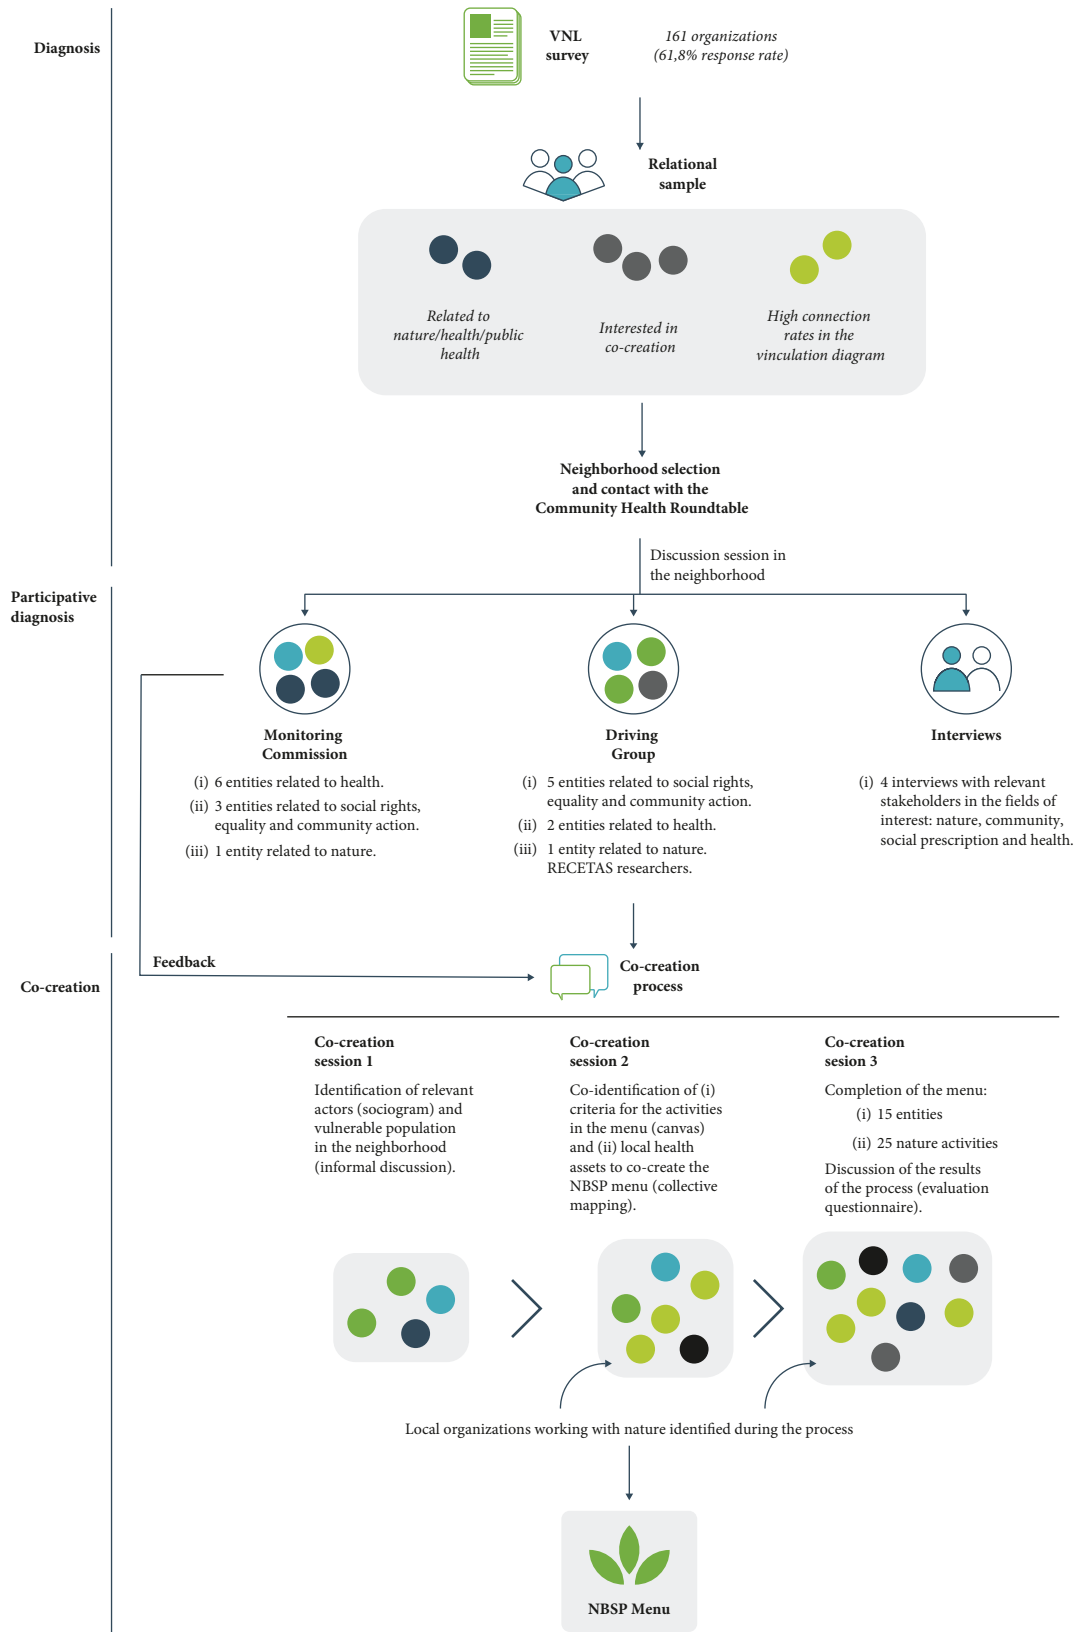 Diagnosis
VNL
survey
161 organizations
(61,8% response rate)
Relational
sample
Related to
nature/health/public
health
Interested in
co-creation
High connection
rates in the
vinculation diagram
Neighborhood selection
and contact with the
Community Health Roundtable
Discussion session in
the neighborhood
Participative
diagnosis
Monitoring
Commission
(i) 6 entities related to health.
(ii) 3 entities related to social rights,
equality and community action.
(iii) 1 entity related to nature.
Driving
Group
(i) 5 entities related to social rights,
equality and community action.
(ii) 2 entities related to health.
(iii) 1 entity related to nature.
RECETAS researchers.
Interviews
(i) 4 interviews with relevant
stakeholders in the fields of
interest: nature, community,
social prescription and health.
Co-creation
Feedback
Co-creation
process
Co-creation
session 1
Identification of relevant
actors (sociogram) and
vulnerable population
in the neighborhood
(informal discussion).
Co-creation
session 2
Co-identification of (i)
criteria for the activities
in the menu (canvas)
and (ii) local health
assets to co-create the
NBSP menu (collective
mapping).
Co-creation
sesion 3
Completion of the menu:
(i) 15 entities
(ii) 25 nature activities
Discussion of the results
of the process (evaluation
questionnaire).
Local organizations working with nature identified during the process
NBSP Menu